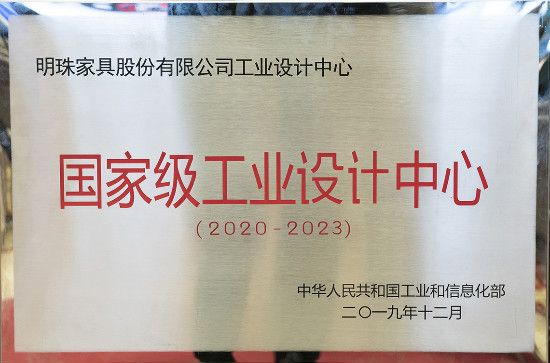 明珠家具股份有限公司工业设计中心
国家级工业设计中心
(2020-2023)
中华人民共和国工业和信息化部
二〇一九年十二月